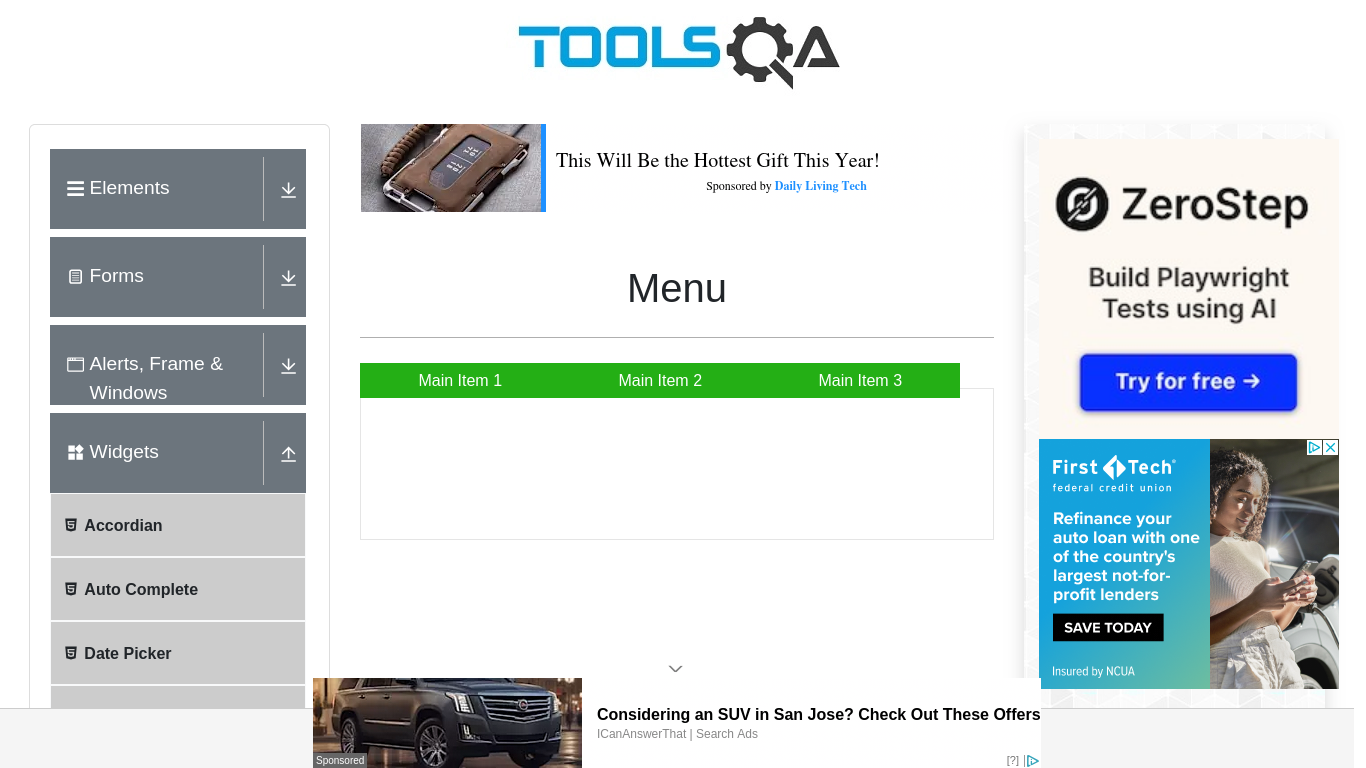 TOOLSQA
Elements
Forms
Alerts, Frame &
Windows
Widgets
Accordian
Auto Complete
Date Picker
This Will Be the Hottest Gift This Year!
Sponsored by Daily Living Tech
Menu
Main Item 1
Main Item 2
Main Item 3
ZeroStep
Build Playwright
Tests using AI
Try for free →
First Tech
federal credit union
Refinance your
auto loan with one
of the country's
largest not-for-
profit lenders
SAVE TODAY
Insured by NCUA
Sponsored
Considering an SUV in San Jose? Check Out These Offers
ICanAnswerThat | Search Ads
[?] |